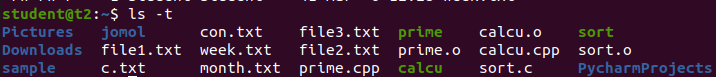 student@t2:~$ ls -t
Pictures jomol con.txt file3.txt prime calcu.o sort
Downloads file1.txt week.txt file2.txt prime.o calcu.cpp sort.o
sample c.txt month.txt prime.cpp calcu sort.c PycharmProjects